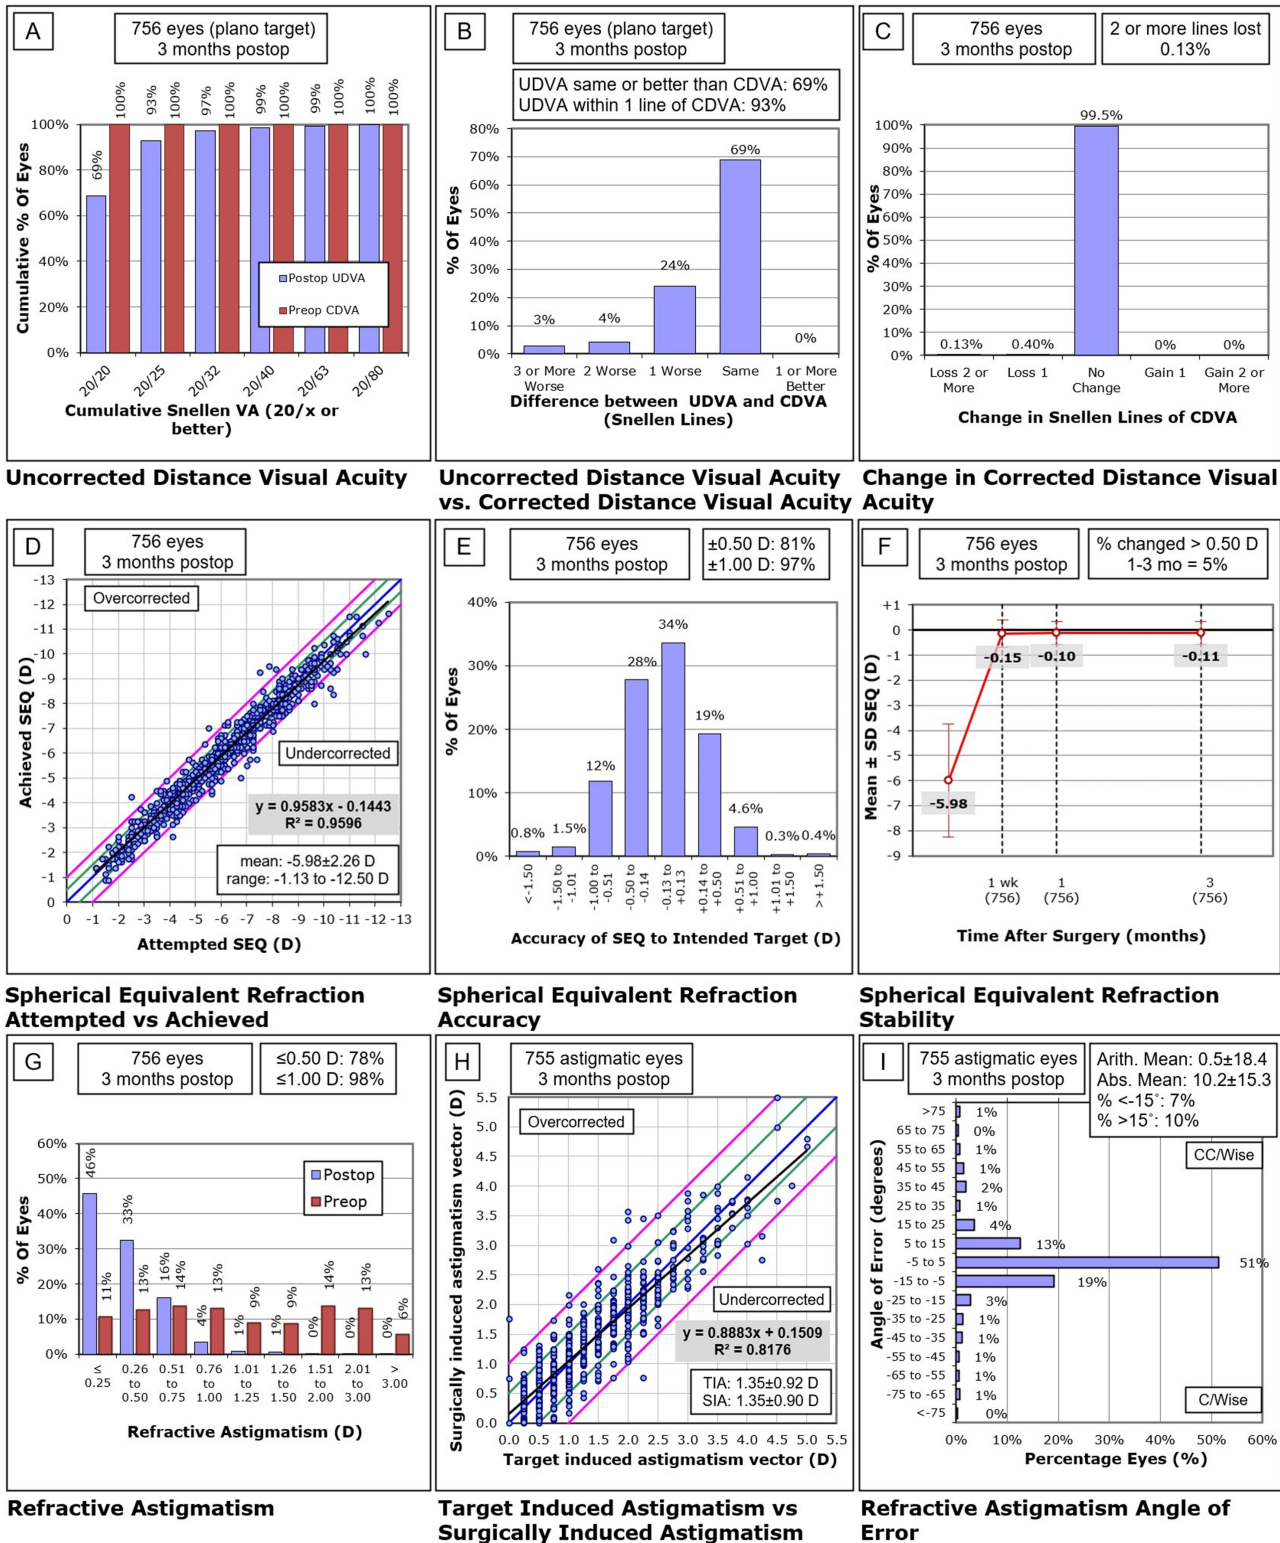 A
756 eyes (plano target)
3 months postop
93%
100%
97%
100%
99%
100%
99%
100%
100%
100%
69%
100%
80%
60%
40%
20%
0%
Cumulative % Of Eyes
Postop UDVA
Preop CDVA
20/20
20/25
20/32
20/40
20/63
20/80
Cumulative Snellen VA (20/x or
better)
Uncorrected Distance Visual Acuity
B
756 eyes (plano target)
3 months postop
UDVA same or better than CDVA: 69%
UDVA within 1 line of CDVA: 93%
80%
70%
60%
50%
40%
30%
20%
10%
0%
% Of Eyes
3%
4%
24%
69%
0%
3 or More
Worse
2 Worse
1 Worse
Same
1 or More
Better
Difference between UDVA and CDVA
(Snellen Lines)
Uncorrected Distance Visual Acuity
vs. Corrected Distance Visual Acuity
C
756 eyes
3 months postop
2 or more lines lost
0.13%
100%
90%
80%
70%
60%
50%
40%
30%
20%
10%
0%
% Of Eyes
0.13%
0.40%
99.5%
0%
0%
Loss 2 or
More
Loss 1
No
Change
Gain 1
Gain 2 or
More
Change in Snellen Lines of CDVA
Change in Corrected Distance Visual
Acuity
D
756 eyes
3 months postop
Overcorrected
Undercorrected
-13
-12
-11
-10
-9
-8
-7
-6
-5
-4
-3
-2
-1
0
Achieved SEQ (D)
y = 0.9583x - 0.1443
R² = 0.9596
mean: -5.98±2.26 D
range: -1.13 to -12.50 D
0 -1 -2 -3 -4 -5 -6 -7 -8 -9 -10 -11 -12 -13
Attempted SEQ (D)
Spherical Equivalent Refraction
Attempted vs Achieved
E
756 eyes
3 months postop
±0.50 D: 81%
±1.00 D: 97%
40%
30%
20%
10%
0%
% Of Eyes
0.8%
1.5%
12%
28%
34%
19%
4.6%
0.3%
0.4%
<-1.50
-1.50 to
-1.01
-1.00 to
-0.51
-0.50 to
-0.14
-0.13 to
+0.13
+0.14 to
+0.50
+0.51 to
+1.00
+1.01 to
+1.50
>+1.50
Accuracy of SEQ to Intended Target (D)
Spherical Equivalent Refraction
Accuracy
F
756 eyes
3 months postop
% changed > 0.50 D
1-3 mo = 5%
+1
0
-1
-2
-3
-4
-5
-6
-7
-8
-9
Mean ± SD SEQ (D)
-5.98
-0.15
-0.10
-0.11
1 wk
(756)
1
(756)
3
(756)
Time After Surgery (months)
Spherical Equivalent Refraction
Stability
G
756 eyes
3 months postop
≤0.50 D: 78%
≤1.00 D: 98%
60%
50%
40%
30%
20%
10%
0%
% Of Eyes
Postop
Preop
46%
11%
33%
13%
16%
14%
4%
13%
1%
9%
1%
9%
0%
14%
0%
13%
0%
6%
≤
0.25
0.26
to
0.50
0.51
to
0.75
0.76
to
1.00
1.01
to
1.25
1.26
to
1.50
1.51
to
2.00
2.01
to
3.00
>
3.00
Refractive Astigmatism (D)
Refractive Astigmatism
H
755 astigmatic eyes
3 months postop
Overcorrected
Undercorrected
5.5
5.0
4.5
4.0
3.5
3.0
2.5
2.0
1.5
1.0
0.5
0.0
Surgically induced astigmatism vector (D)
y = 0.8883x + 0.1509
R² = 0.8176
TIA: 1.35±0.92 D
SIA: 1.35±0.90 D
0.0 0.5 1.0 1.5 2.0 2.5 3.0 3.5 4.0 4.5 5.0 5.5
Target induced astigmatism vector (D)
Target Induced Astigmatism vs
Surgically Induced Astigmatism
I
755 astigmatic eyes
3 months postop
Arith. Mean: 0.5±18.4
Abs. Mean: 10.2±15.3
% <-15˚: 7%
% >15˚: 10%
CC/Wise
C/Wise
Angle of Error (degrees)
>75 1%
65 to 75 0%
55 to 65 1%
45 to 55 1%
35 to 45 2%
25 to 35 1%
15 to 25 4%
5 to 15 13%
-5 to 5 51%
-15 to -5 19%
-25 to -15 3%
-35 to -25 1%
-45 to -35 1%
-55 to -45 1%
-65 to -55 1%
-75 to -65 1%
<-75 0%
0% 10% 20% 30% 40% 50% 60%
Percentage Eyes (%)
Refractive Astigmatism Angle of
Error